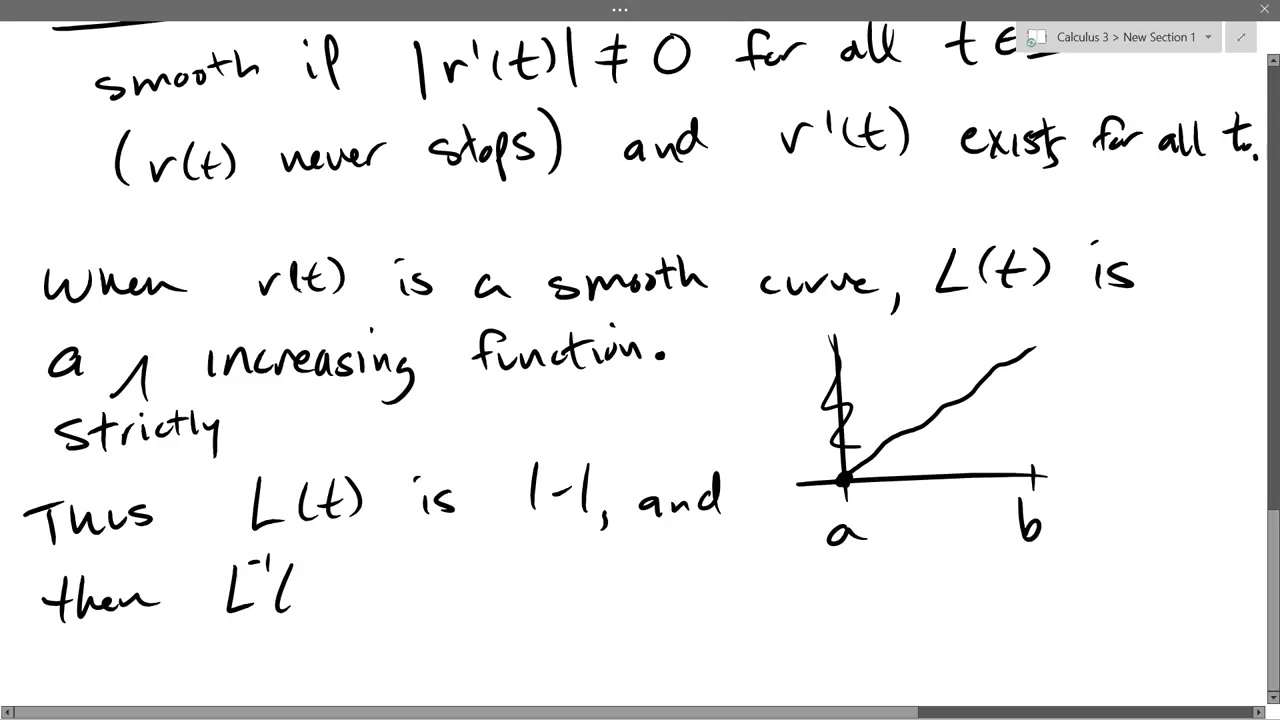 Calculus 3 > New Section 1
smooth if |r'(t)| ≠ 0 for all t ∈
(r(t) never stops) and r'(t) exists for all t.
When r(t) is a smooth curve, L(t) is
a ⋀ increasing function.
strictly
Thus L(t) is 1-1, and
then L⁻¹(
a
b